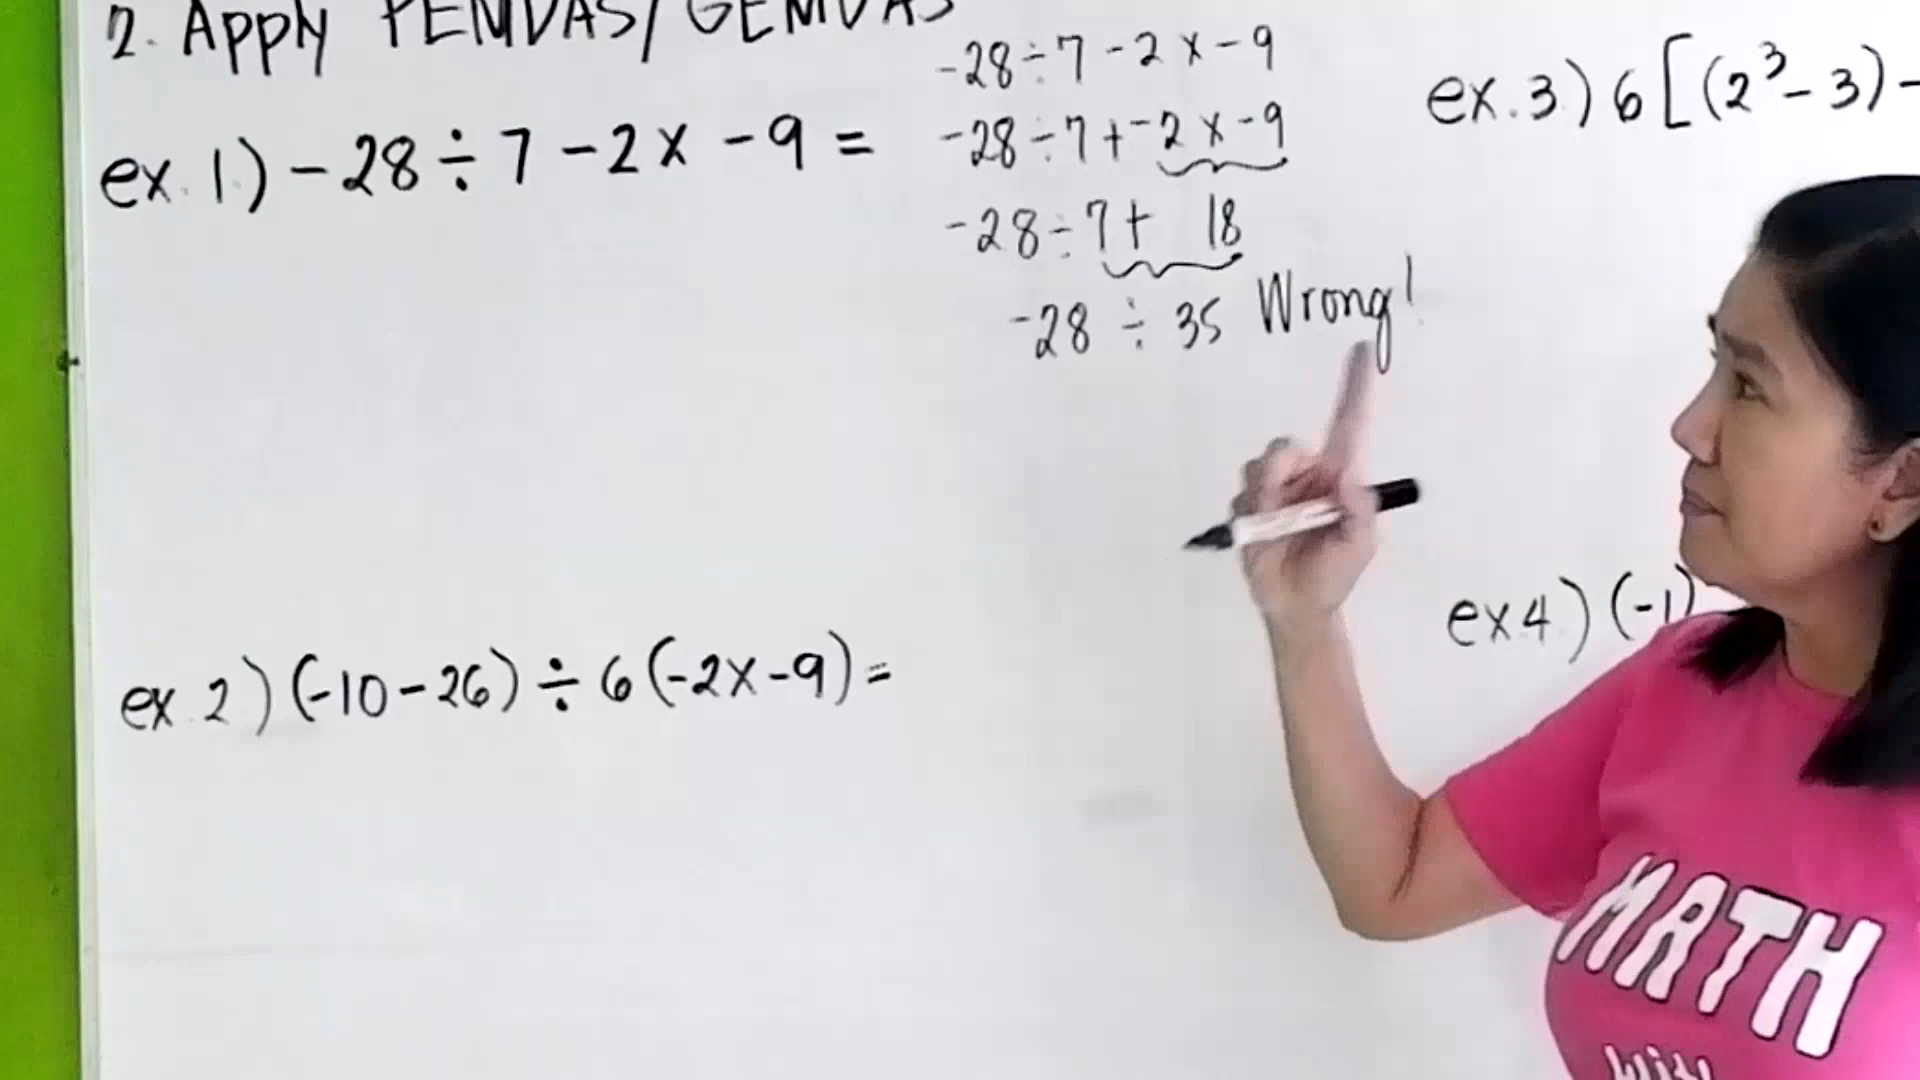 2. Apply PEMDAS/GEMDAS
ex. 1.) -28 ÷ 7 - 2 x -9 =
-28 ÷ 7 - 2 x -9
-28 ÷ 7 + -2 x -9
-28 ÷ 7 + 18
-28 ÷ 35 Wrong!
ex. 2) (-10 - 26) ÷ 6 (-2 x -9) =
ex. 3) 6 [(2³ - 3) -
ex 4) (-1)
MATH
With